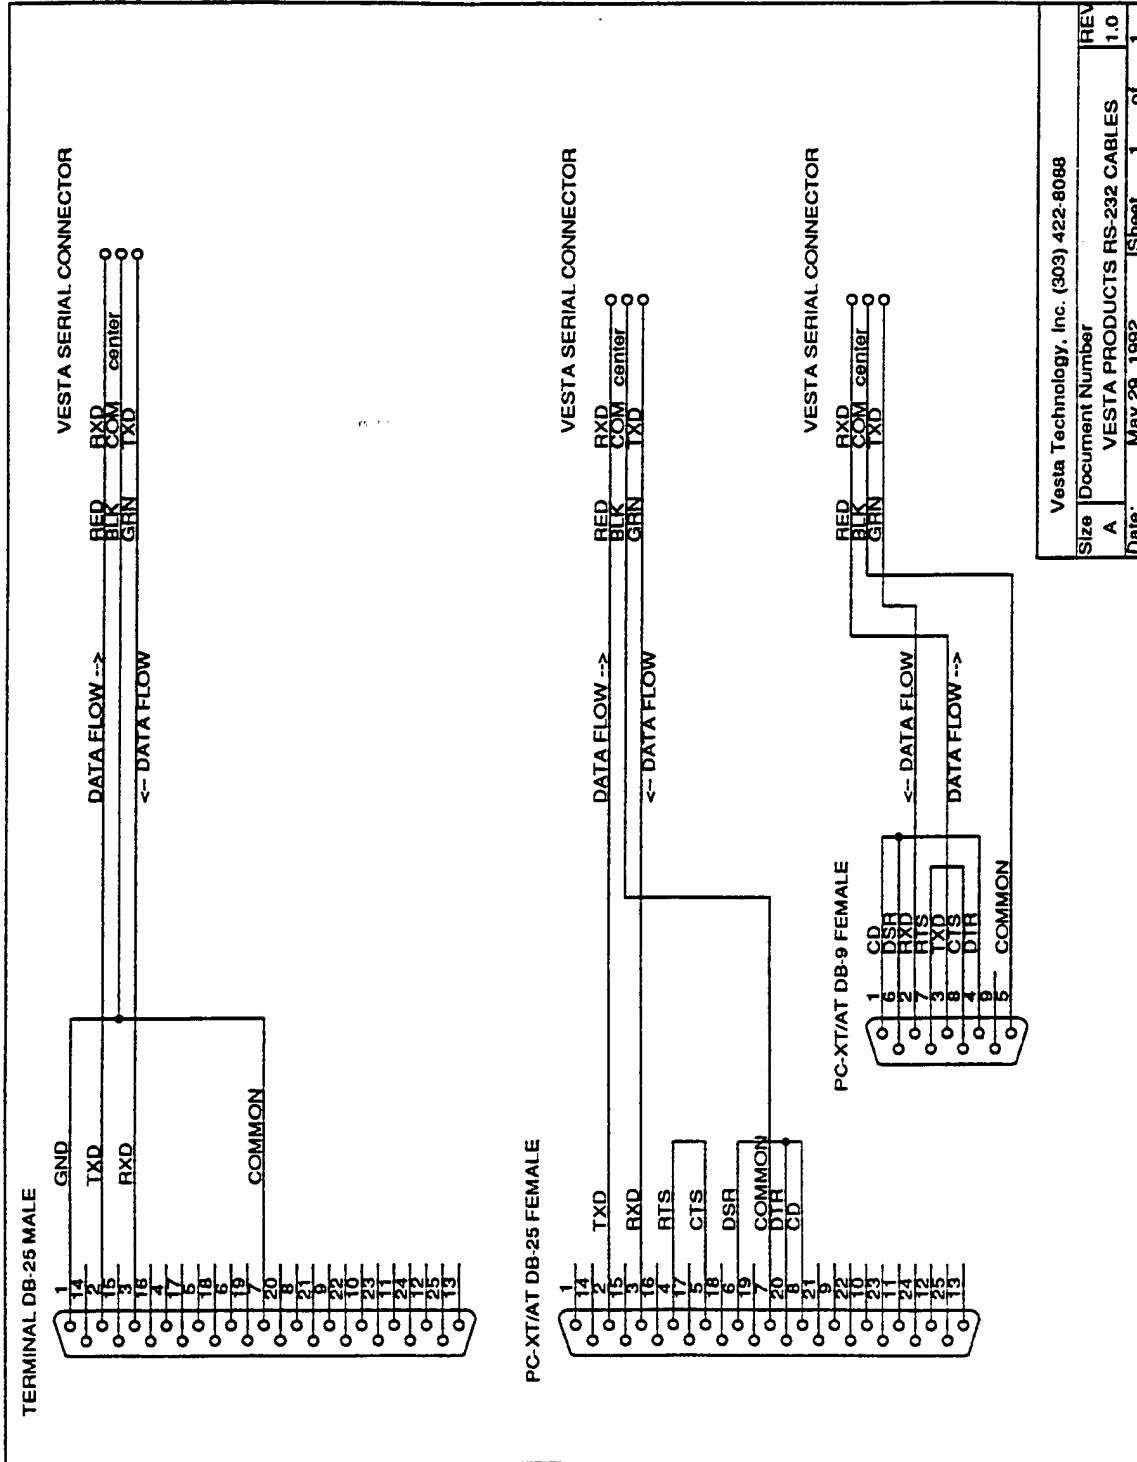 TERMINAL DB-25 MALE
VESTA SERIAL CONNECTOR
1
14
2
15
3
16
4
17
5
18
6
19
7
20
8
21
9
22
10
23
11
24
12
25
13
GND
TXD
RXD
COMMON
DATA FLOW -->
<-- DATA FLOW
RED RXD
BLK COM center
GRN TXD
PC-XT/AT DB-25 FEMALE
VESTA SERIAL CONNECTOR
1
14
2
15
3
16
4
17
5
18
6
19
7
20
8
21
9
22
10
23
11
24
12
25
13
TXD
RXD
RTS
CTS
DSR
COMMON
DTR
CD
DATA FLOW -->
<-- DATA FLOW
RED RXD
BLK COM center
GRN TXD
PC-XT/AT DB-9 FEMALE
VESTA SERIAL CONNECTOR
1 CD
6 DSR
2 RXD
7 RTS
3 TXD
8 CTS
4 DTR
9
5 COMMON
<-- DATA FLOW
DATA FLOW -->
RED RXD
BLK COM center
GRN TXD
Vesta Technology, Inc. (303) 422-8088
Size Document Number REV
A VESTA PRODUCTS RS-232 CABLES 1.0
Date: May 29, 1992 Sheet 1 of 1